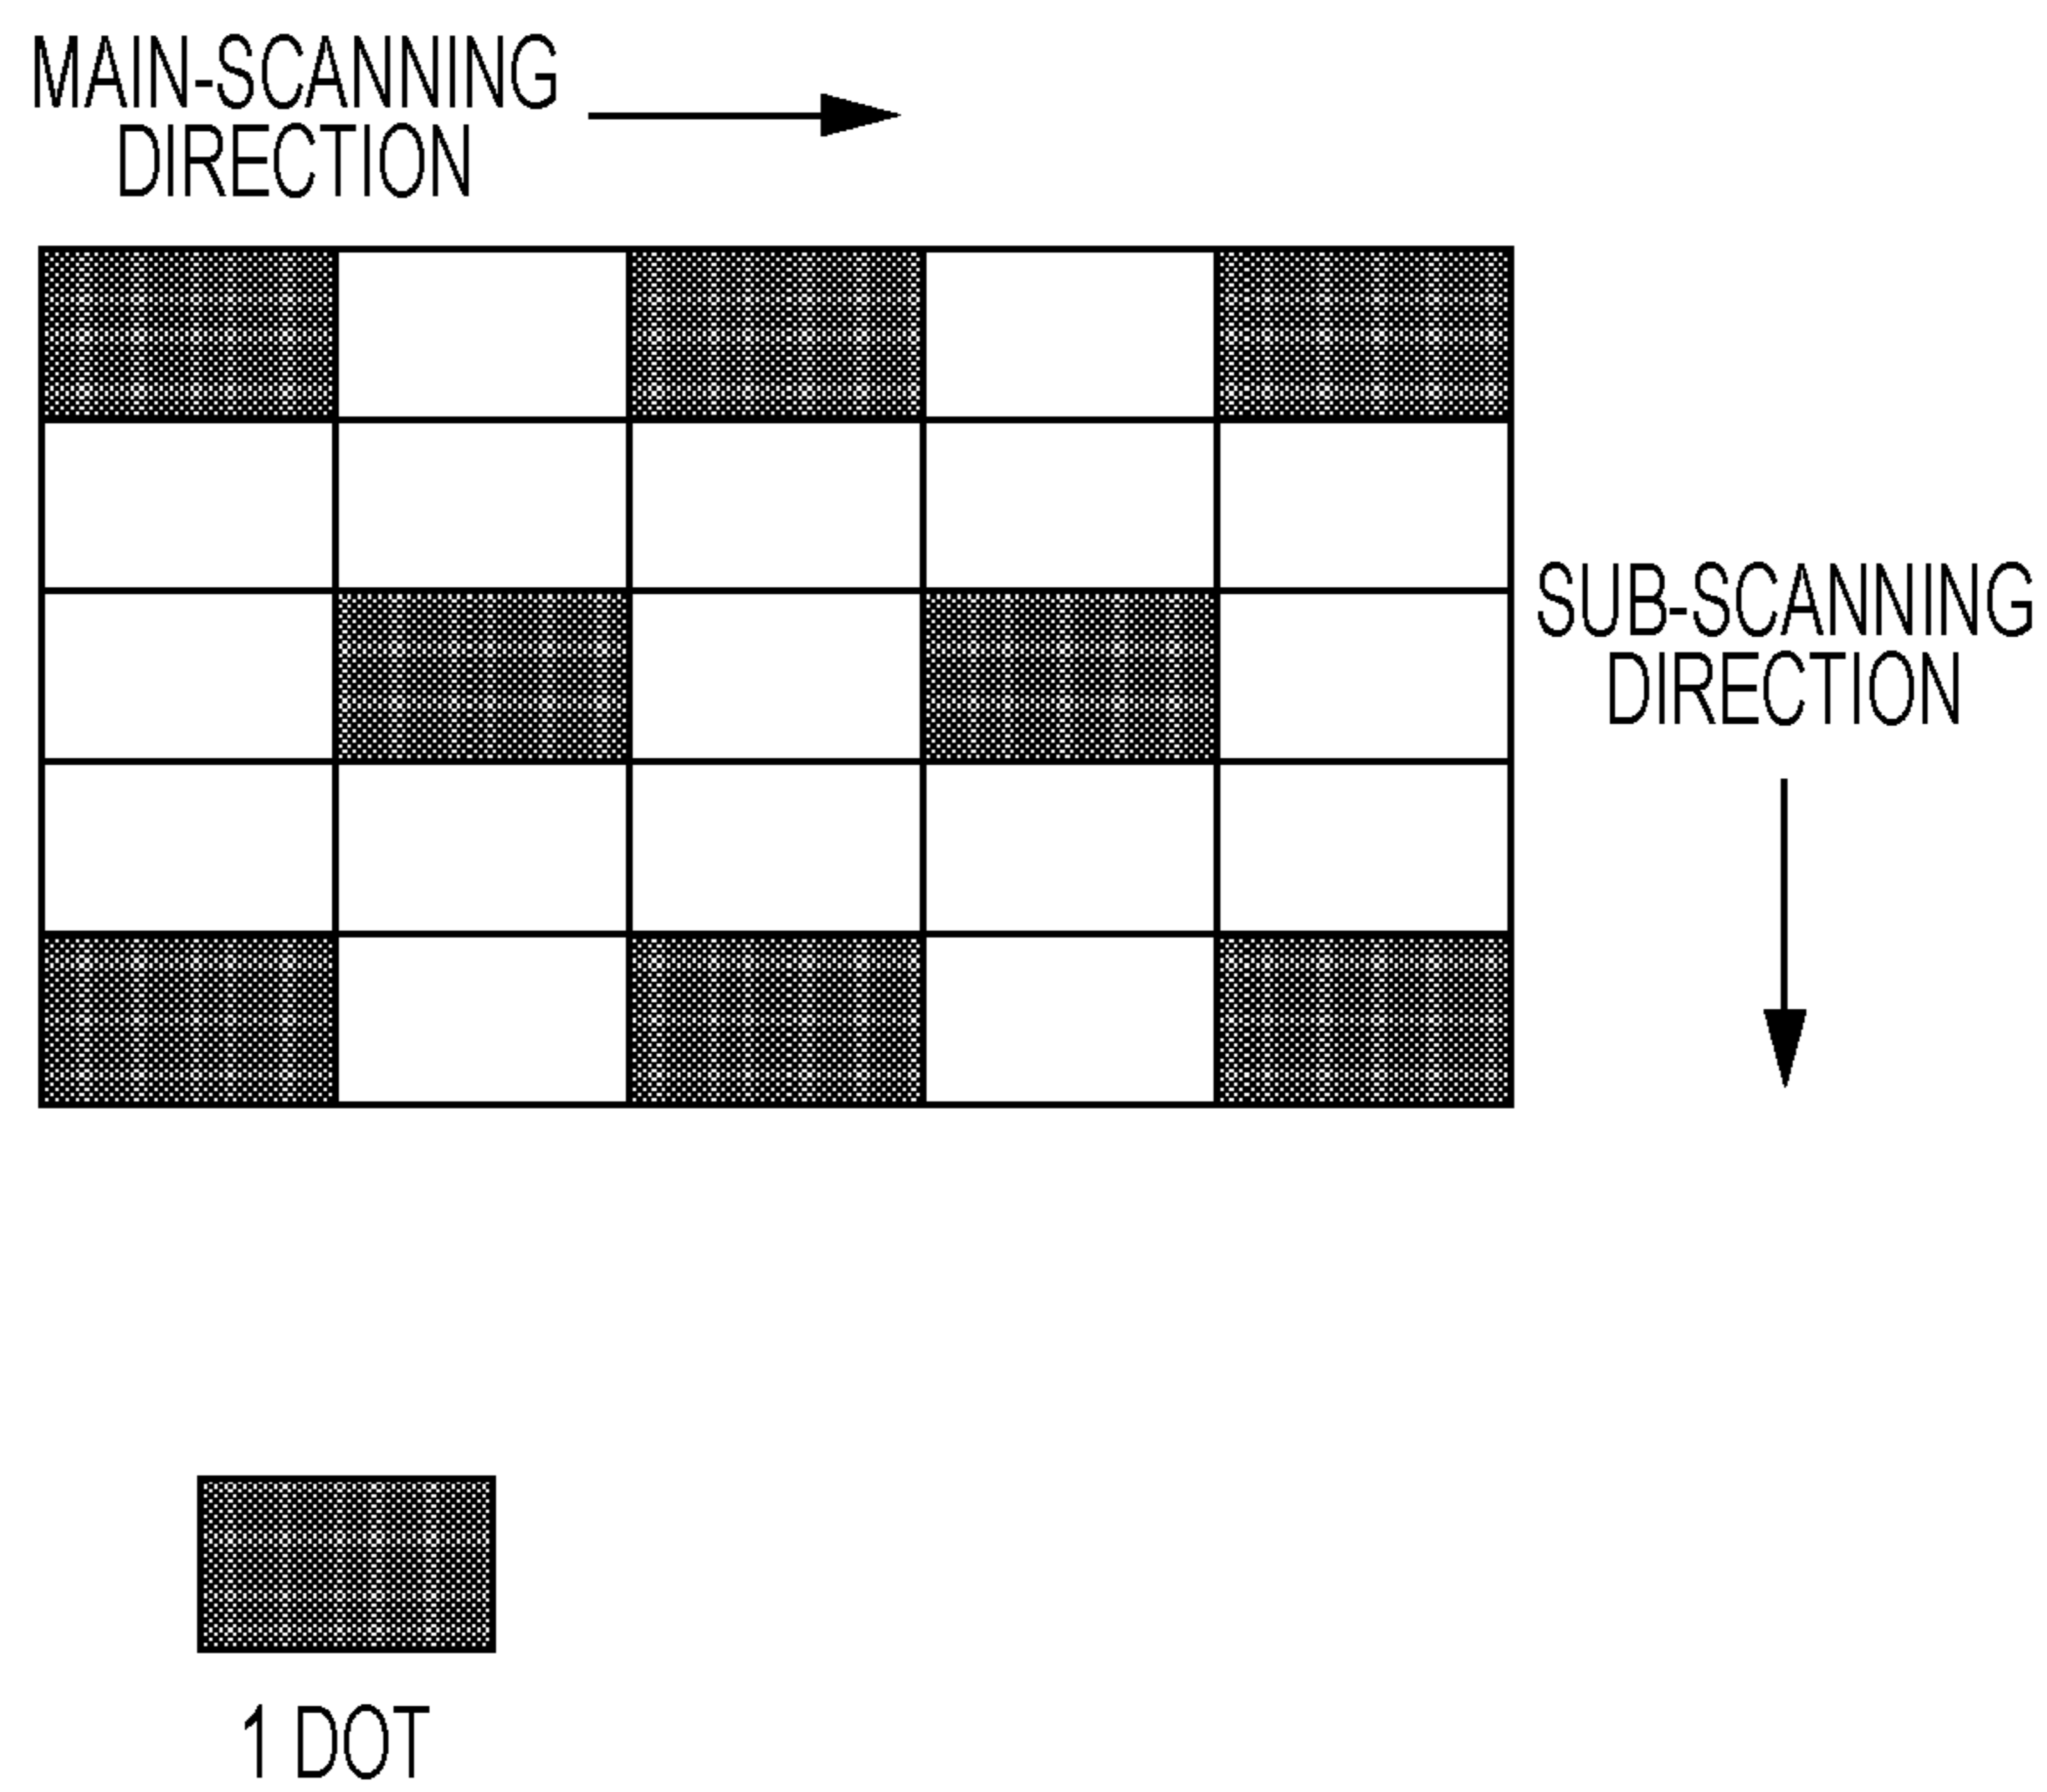 MAIN-SCANNING
DIRECTION
SUB-SCANNING
DIRECTION
1 DOT